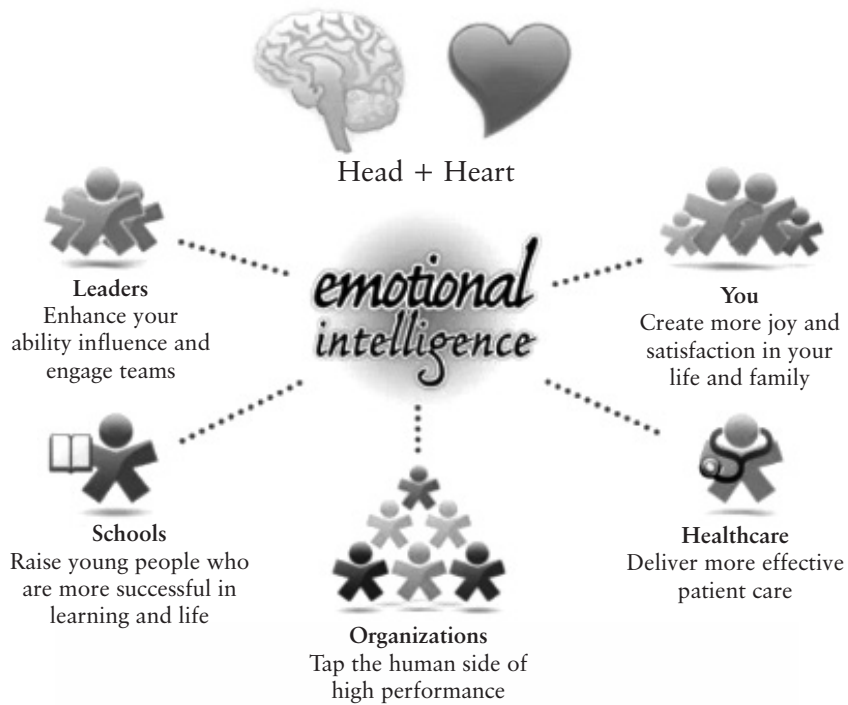 Head + Heart
emotional
intelligence
Leaders
Enhance your
ability influence and
engage teams
You
Create more joy and
satisfaction in your
life and family
Schools
Raise young people who
are more successful in
learning and life
Organizations
Tap the human side of
high performance
Healthcare
Deliver more effective
patient care